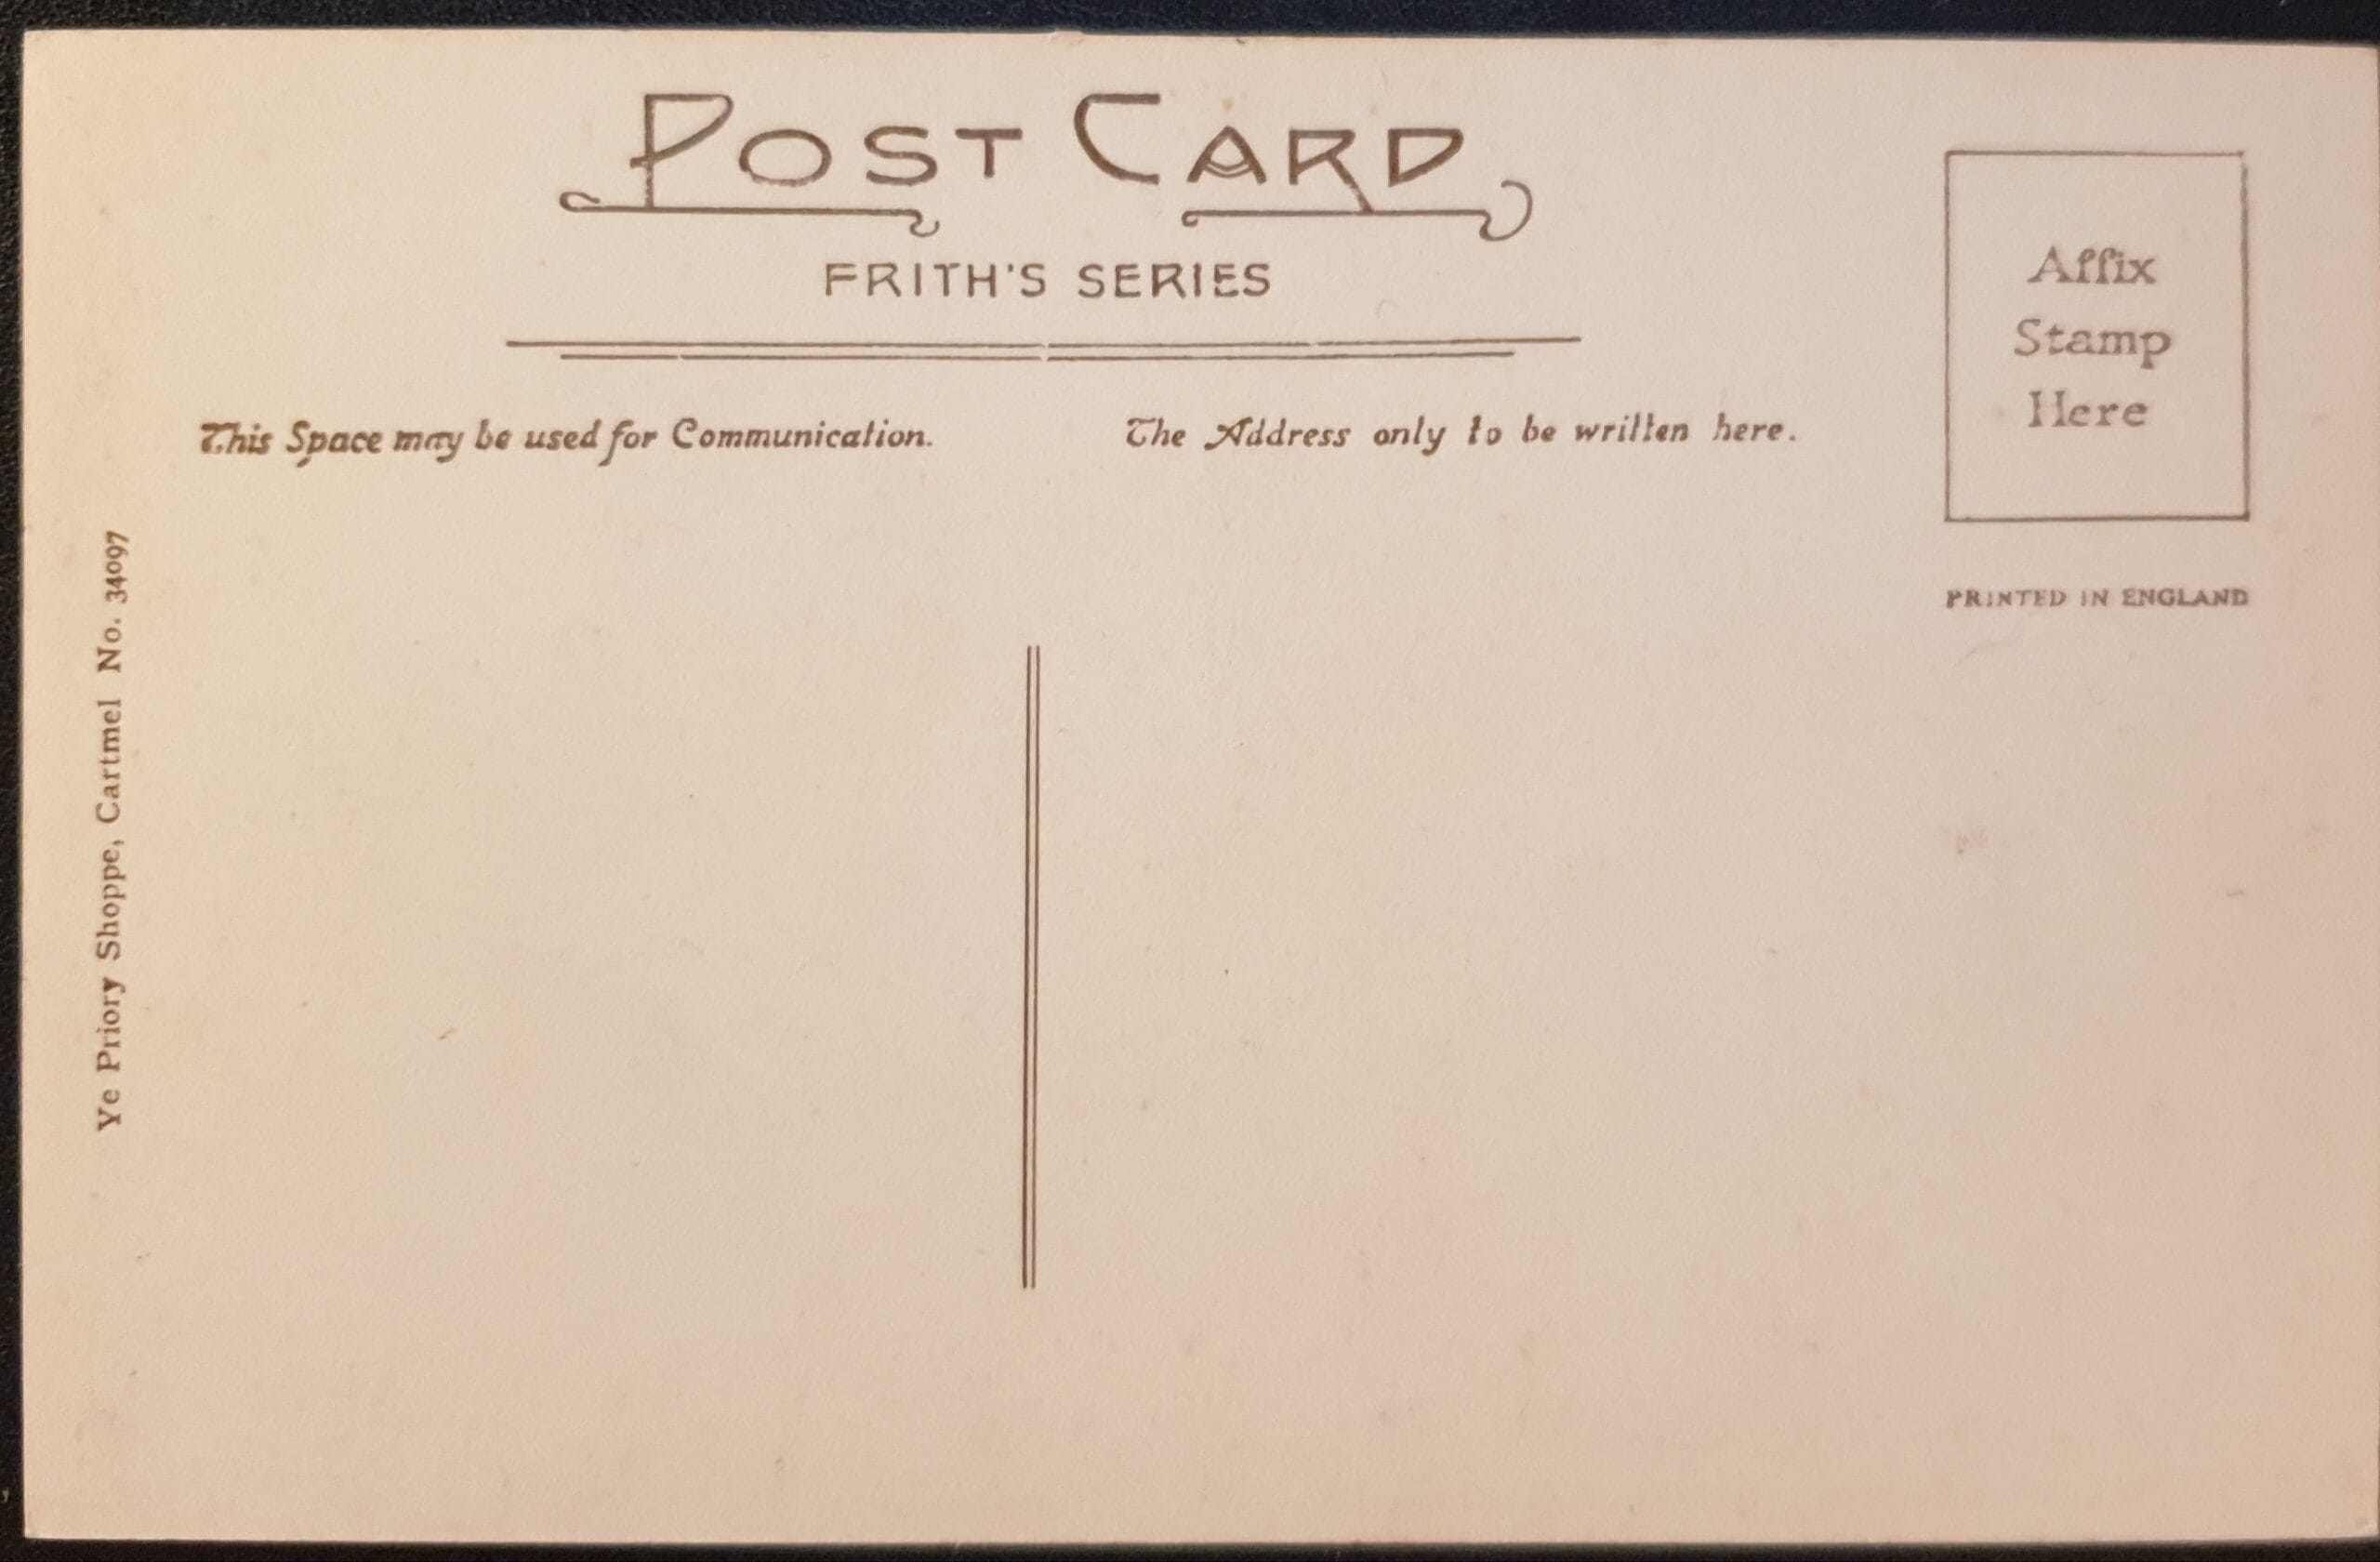 POST CARD
FRITH'S SERIES
This Space may be used for Communication.
The Address only to be written here.
Affix
Stamp
Here
PRINTED IN ENGLAND
Ye Priory Shoppe, Cartmel No. 34097